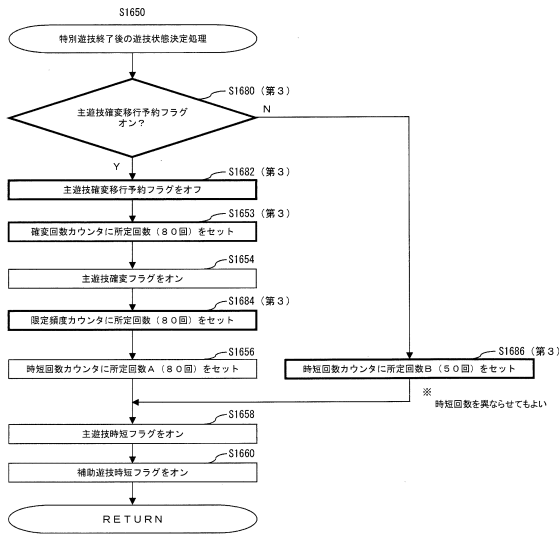 S1650
特別遊技終了後の遊技状態決定処理
S1680（第３）
主遊技確変移行予約フラグ
オン？
N
Y
S1682（第３）
主遊技確変移行予約フラグをオフ
S1653（第３）
確変回数カウンタに所定回数（８０回）をセット
S1654
主遊技確変フラグをオン
S1684（第３）
限定頻度カウンタに所定回数（８０回）をセット
S1656
時短回数カウンタに所定回数Ａ（８０回）をセット
S1686（第３）
時短回数カウンタに所定回数Ｂ（５０回）をセット
※
時短回数を異ならせてもよい
S1658
主遊技時短フラグをオン
S1660
補助遊技時短フラグをオン
ＲＥＴＵＲＮ